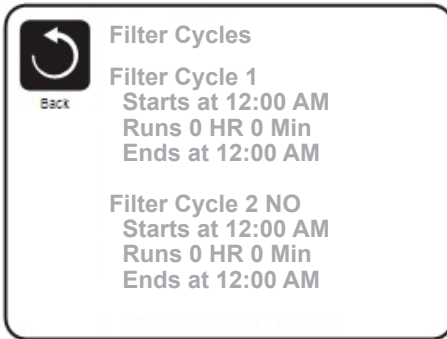 Filter Cycles
Back
Filter Cycle 1
Starts at 12:00 AM
Runs 0 HR 0 Min
Ends at 12:00 AM
Filter Cycle 2 NO
Starts at 12:00 AM
Runs 0 HR 0 Min
Ends at 12:00 AM